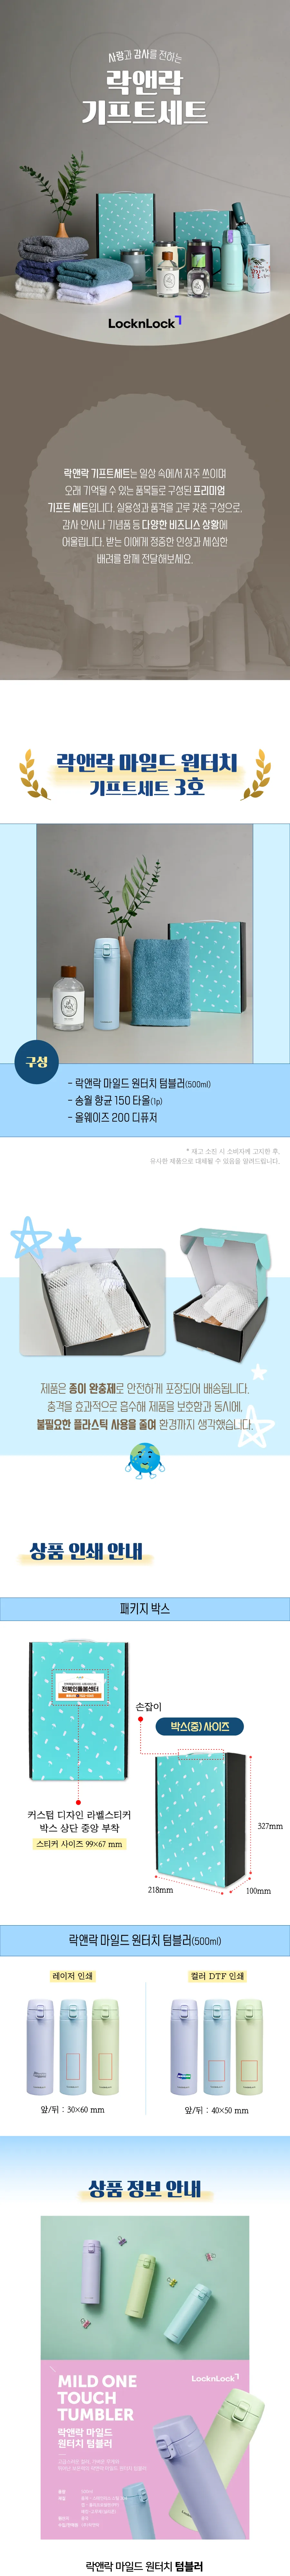 사랑과 감사를 전하는
락앤락
기프트세트
LocknLock
락앤락 기프트세트는 일상 속에서 자주 쓰이며
오래 기억될 수 있는 품목들로 구성된 프리미엄
기프트 세트입니다. 실용성과 품격을 고루 갖춘 구성으로,
감사 인사나 기념품 등 다양한 비즈니스 상황에
어울립니다. 받는 이에게 정중한 인상과 세심한
배려를 함께 전달해보세요.
락앤락 마일드 원터치
기프트세트 3호
구성
- 락앤락 마일드 원터치 텀블러(500ml)
- 송월 항균 150 타올(1p)
- 올웨이즈 200 디퓨저
* 재고 소진 시 소비자께 고지한 후,
유사한 제품으로 대체될 수 있음을 알려드립니다.
제품은 종이 완충제로 안전하게 포장되어 배송됩니다.
충격을 효과적으로 흡수해 제품을 보호함과 동시에,
불필요한 플라스틱 사용을 줄여 환경까지 생각했습니다.
상품 인쇄 안내
패키지 박스
전북인돌봄센터
손잡이
박스(중) 사이즈
커스텀 디자인 라벨스티커
박스 상단 중앙 부착
스티커 사이즈 99×67 mm
327mm
218mm
100mm
락앤락 마일드 원터치 텀블러(500ml)
레이저 인쇄
컬러 DTF 인쇄
앞/뒤 : 30×60 mm
앞/뒤 : 40×50 mm
상품 정보 안내
LocknLock
MILD ONE
TOUCH
TUMBLER
락앤락 마일드
원터치 텀블러
락앤락 마일드 원터치 텀블러